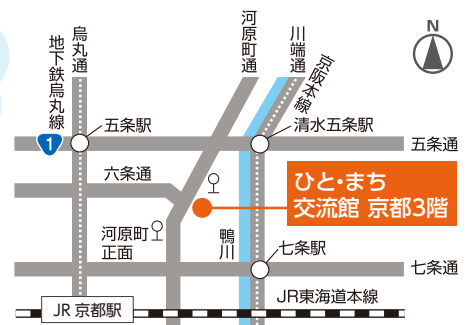 N
烏丸通
地下鉄烏丸線
河原町通
川端通
京阪本線
1
五条駅
清水五条駅
五条通
六条通
ひと・まち
交流館 京都3階
河原町
正面
鴨川
七条駅
七条通
JR東海道本線
JR 京都駅